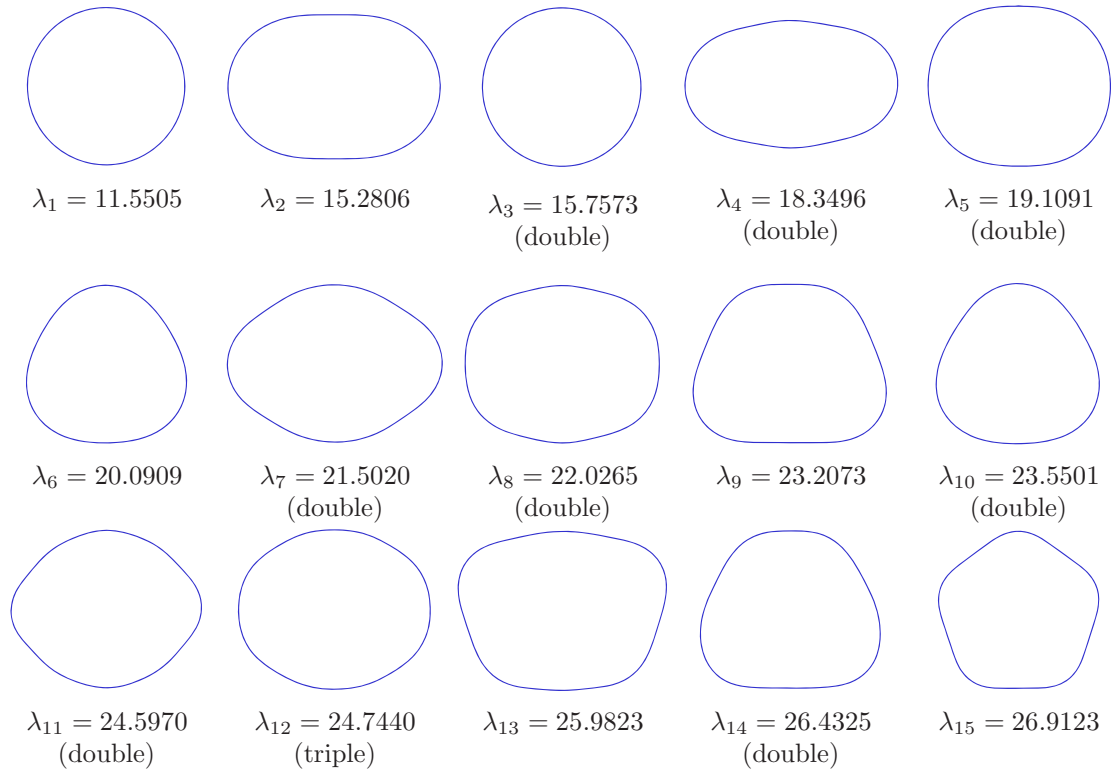 λ₁ = 11.5505
λ₂ = 15.2806
λ₃ = 15.7573
(double)
λ₄ = 18.3496
(double)
λ₅ = 19.1091
(double)
λ₆ = 20.0909
λ₇ = 21.5020
(double)
λ₈ = 22.0265
(double)
λ₉ = 23.2073
λ₁₀ = 23.5501
(double)
λ₁₁ = 24.5970
(double)
λ₁₂ = 24.7440
(triple)
λ₁₃ = 25.9823
λ₁₄ = 26.4325
(double)
λ₁₅ = 26.9123